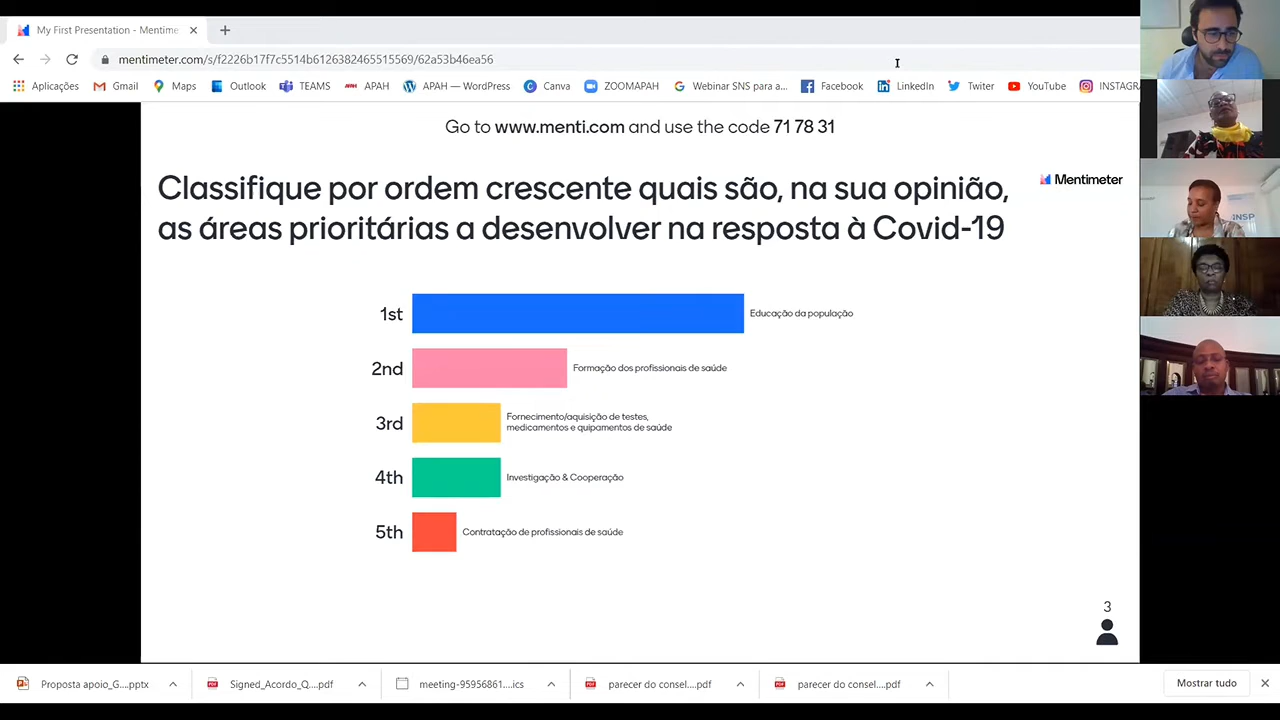 My First Presentation - Mentime
mentimeter.com/s/f2226b17f7c5514b6126382465515569/62a53b46ea56
Aplicações
Gmail
Maps
Outlook
TEAMS
APAH
APAH — WordPress
Canva
ZOOMAPAH
Webinar SNS para a...
Facebook
LinkedIn
Twiter
YouTube
INSTAGRA
Go to www.menti.com and use the code 71 78 31
Classifique por ordem crescente quais são, na sua opinião,
as áreas prioritárias a desenvolver na resposta à Covid-19
Mentimeter
1st
Educação da população
2nd
Formação dos profissionais de saúde
3rd
Fornecimento/aquisição de testes,
medicamentos e quipamentos de saúde
4th
Investigação & Cooperação
5th
Contratação de profissionais de saúde
3
INSP
Proposta apoio_G....pptx
Signed_Acordo_Q....pdf
meeting-95956861....ics
parecer do consel....pdf
parecer do consel....pdf
Mostrar tudo